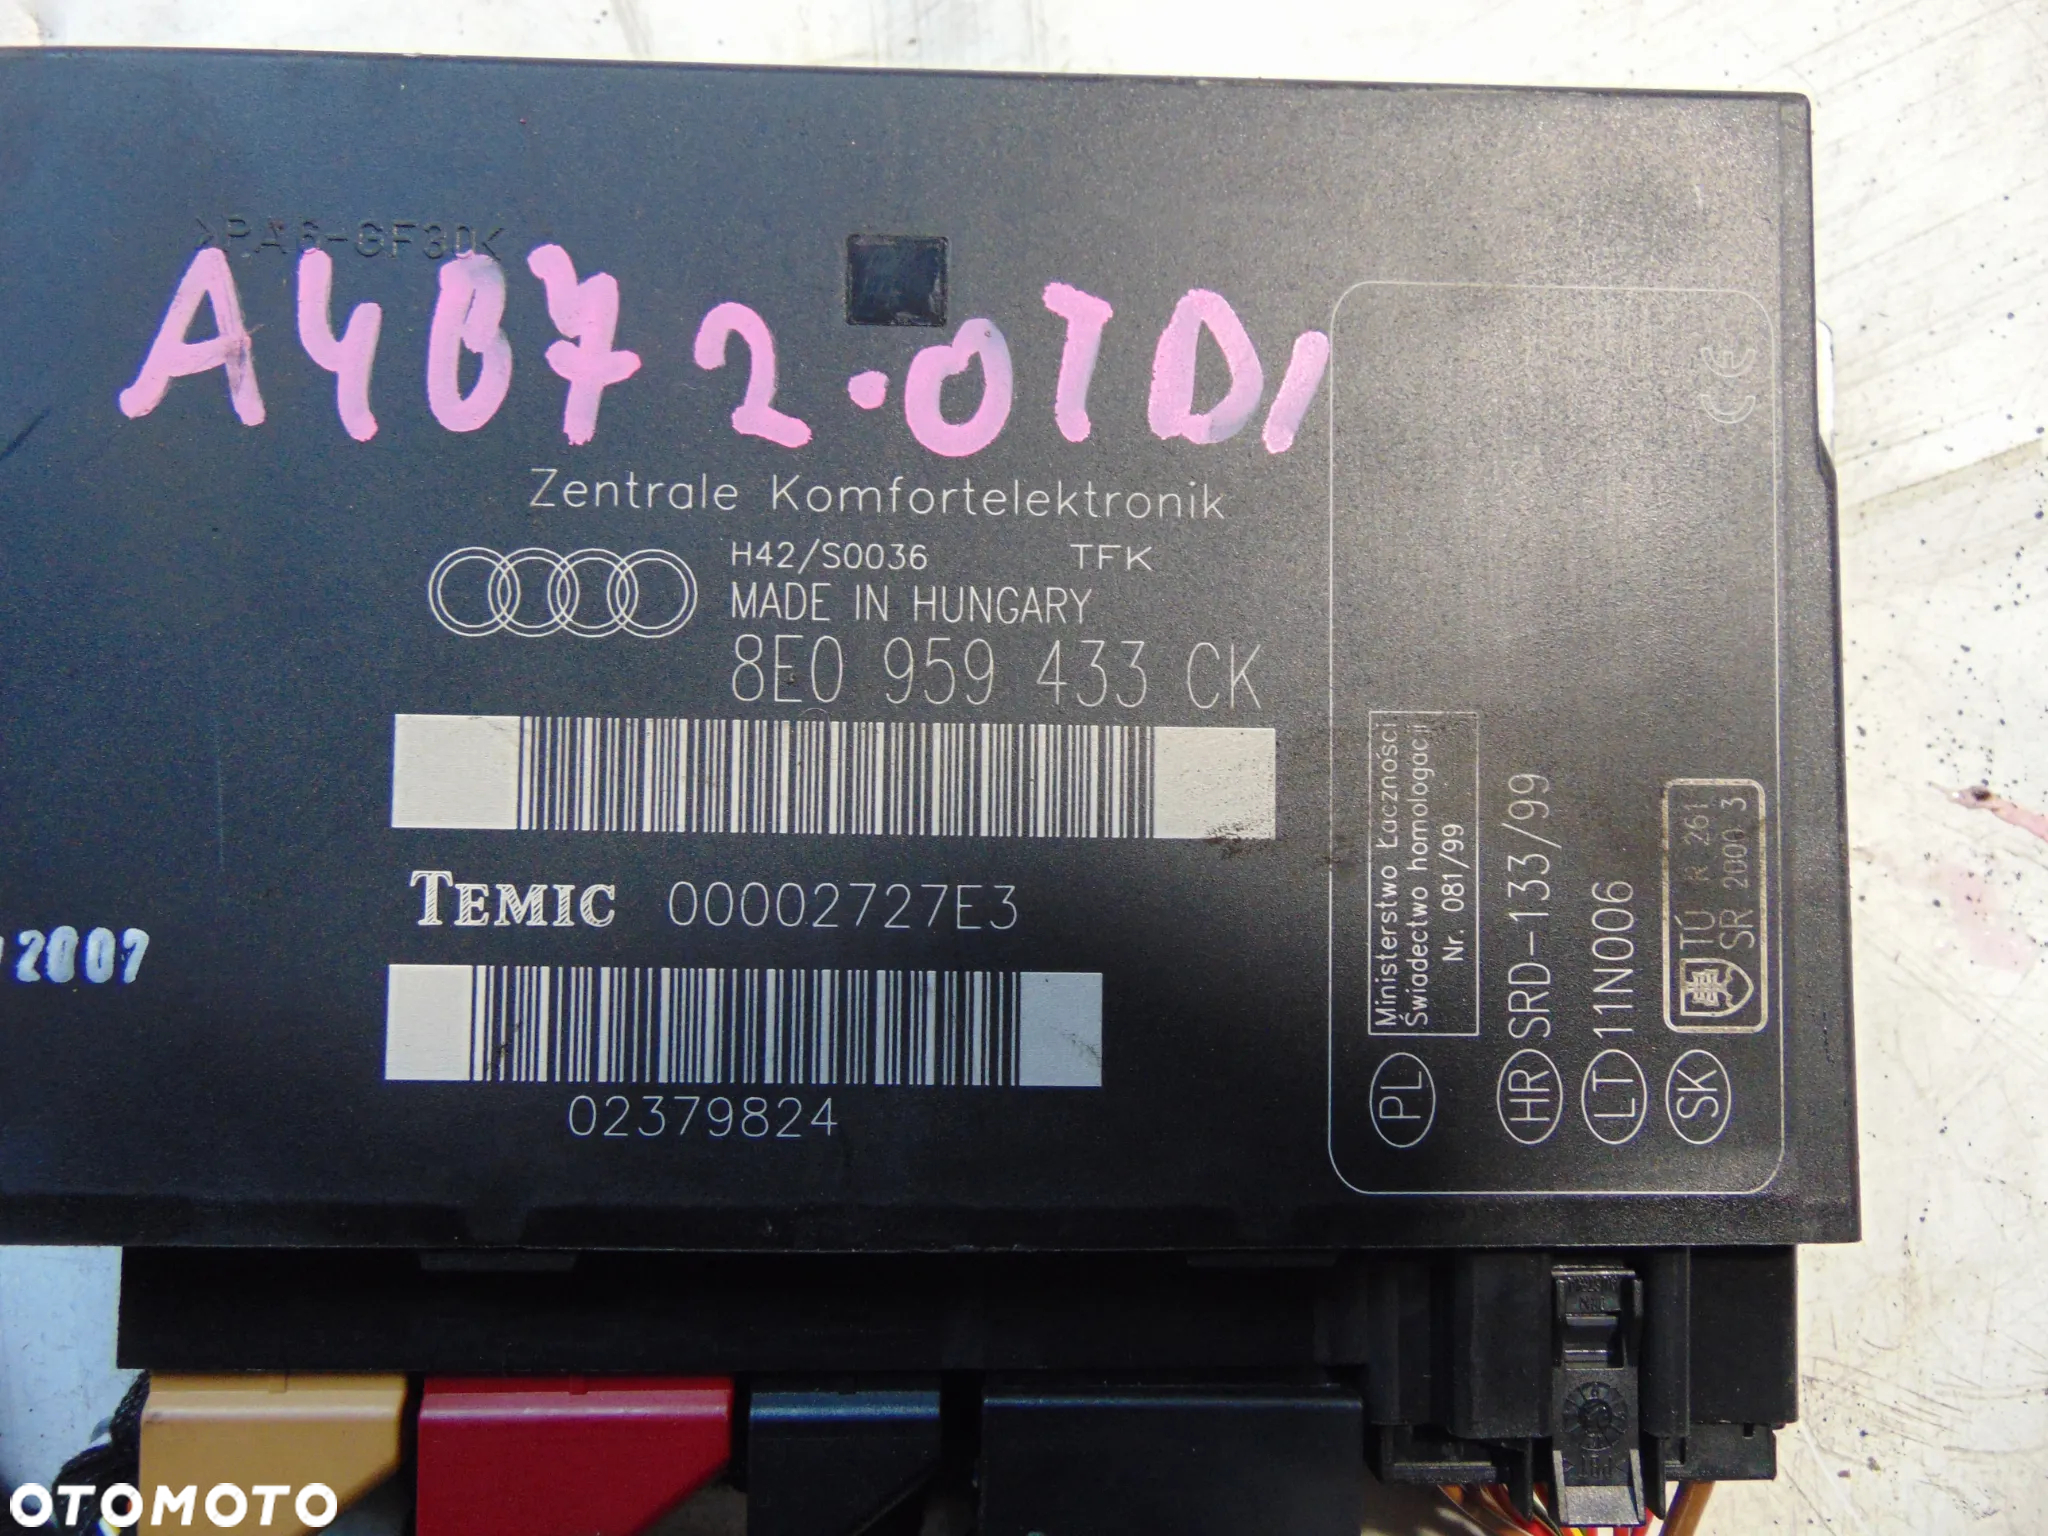 >PA6-GF30<
A4B7 2.0TDI
Zentrale Komfortelektronik
H42/S0036 TFK
MADE IN HUNGARY
8E0 959 433 CK
TEMIC 00002727E3
02379824
2007
CE
PL Ministerstwo Łączności
Świadectwo homologacji
Nr. 081/99
HR SRD-133/99
LT 11N006
SK TÚ R 261
SR 2000 3
OTOMOTO